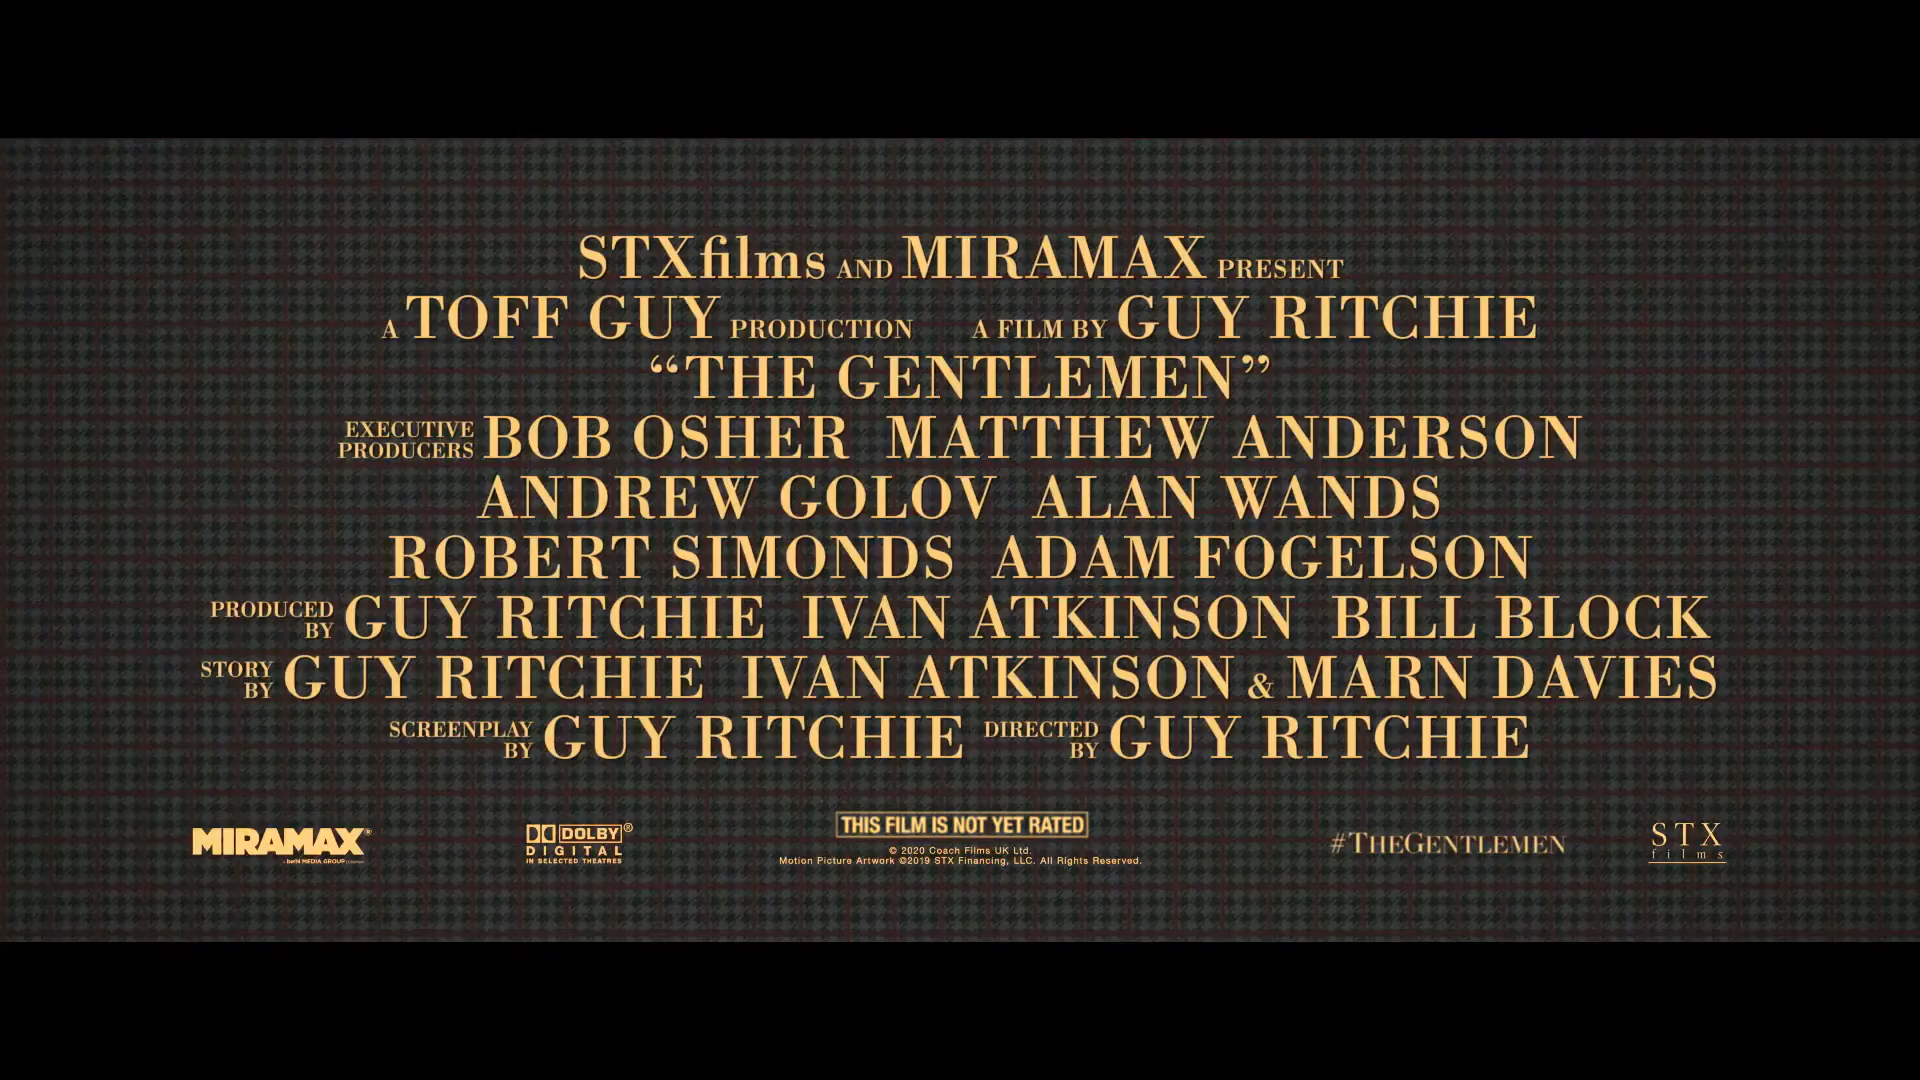 STXfilms AND MIRAMAX PRESENT
A TOFF GUY PRODUCTION A FILM BY GUY RITCHIE
“THE GENTLEMEN”
EXECUTIVE PRODUCERS BOB OSHER MATTHEW ANDERSON
ANDREW GOLOV ALAN WANDS
ROBERT SIMONDS ADAM FOGELSON
PRODUCED BY GUY RITCHIE IVAN ATKINSON BILL BLOCK
STORY BY GUY RITCHIE IVAN ATKINSON & MARN DAVIES
SCREENPLAY BY GUY RITCHIE DIRECTED BY GUY RITCHIE
MIRAMAX®
- beIN MEDIA GROUP COMPANY
DOLBY®
DIGITAL
IN SELECTED THEATRES
THIS FILM IS NOT YET RATED
© 2020 Coach Films UK Ltd.
Motion Picture Artwork ©2019 STX Financing, LLC. All Rights Reserved.
#THEGENTLEMEN
STX
films